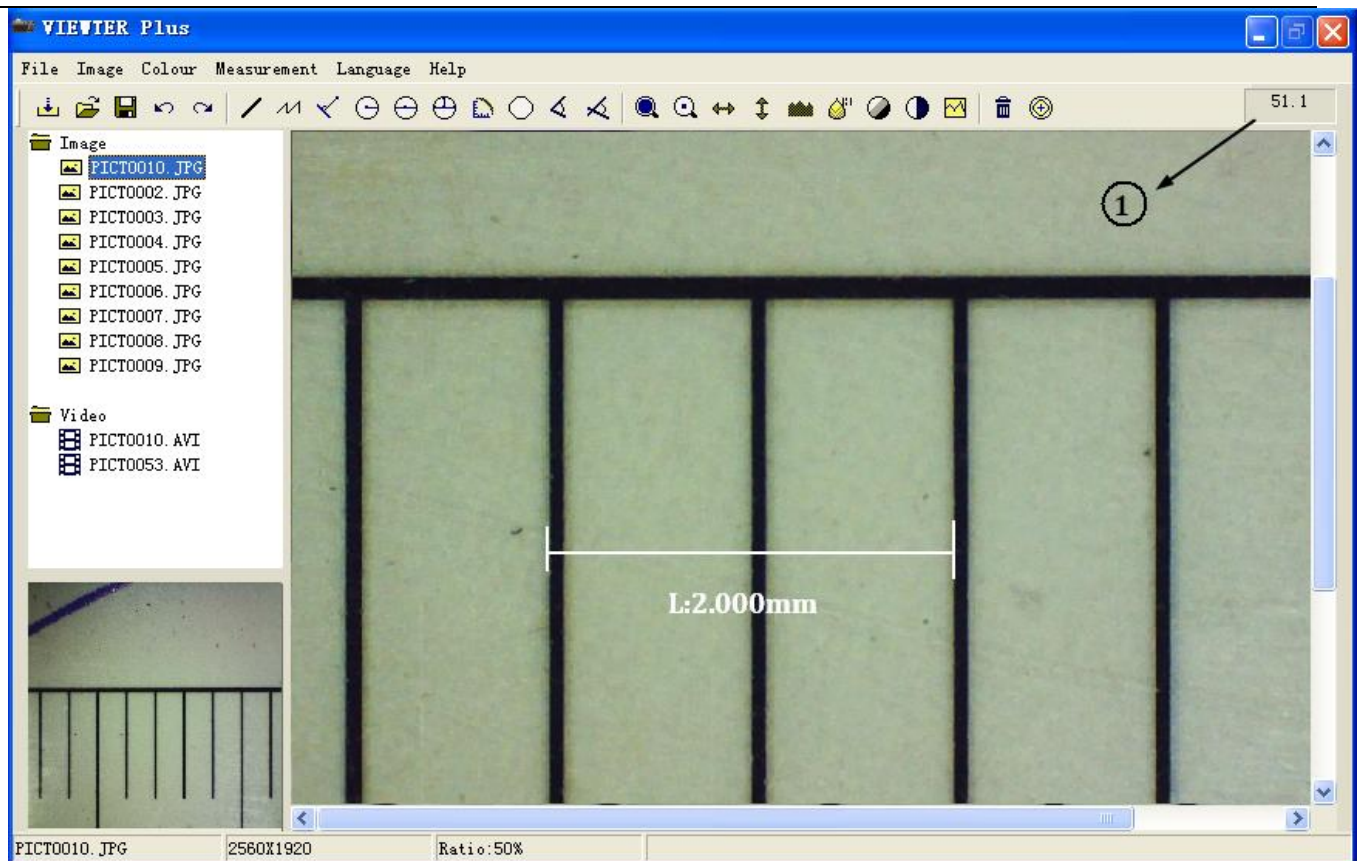 VIEWTER Plus
File Image Colour Measurement Language Help
51.1
Image
PICT0010.JPG
PICT0002.JPG
PICT0003.JPG
PICT0004.JPG
PICT0005.JPG
PICT0006.JPG
PICT0007.JPG
PICT0008.JPG
PICT0009.JPG
Video
PICT0010.AVI
PICT0053.AVI
1
L:2.000mm
PICT0010.JPG 2560X1920 Ratio:50%